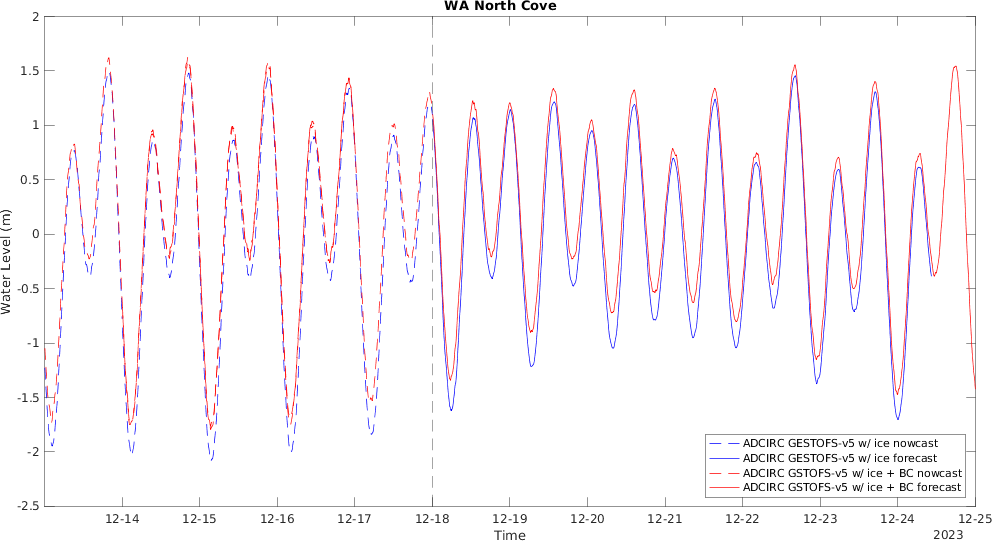 WA North Cove
2
1.5
1
0.5
0
-0.5
-1
-1.5
-2
-2.5
Water Level (m)
ADCIRC GESTOFS-v5 w/ ice nowcast
ADCIRC GESTOFS-v5 w/ ice forecast
ADCIRC GSTOFS-v5 w/ ice + BC nowcast
ADCIRC GSTOFS-v5 w/ ice + BC forecast
12-14 12-15 12-16 12-17 12-18 12-19 12-20 12-21 12-22 12-23 12-24 12-25
Time
2023